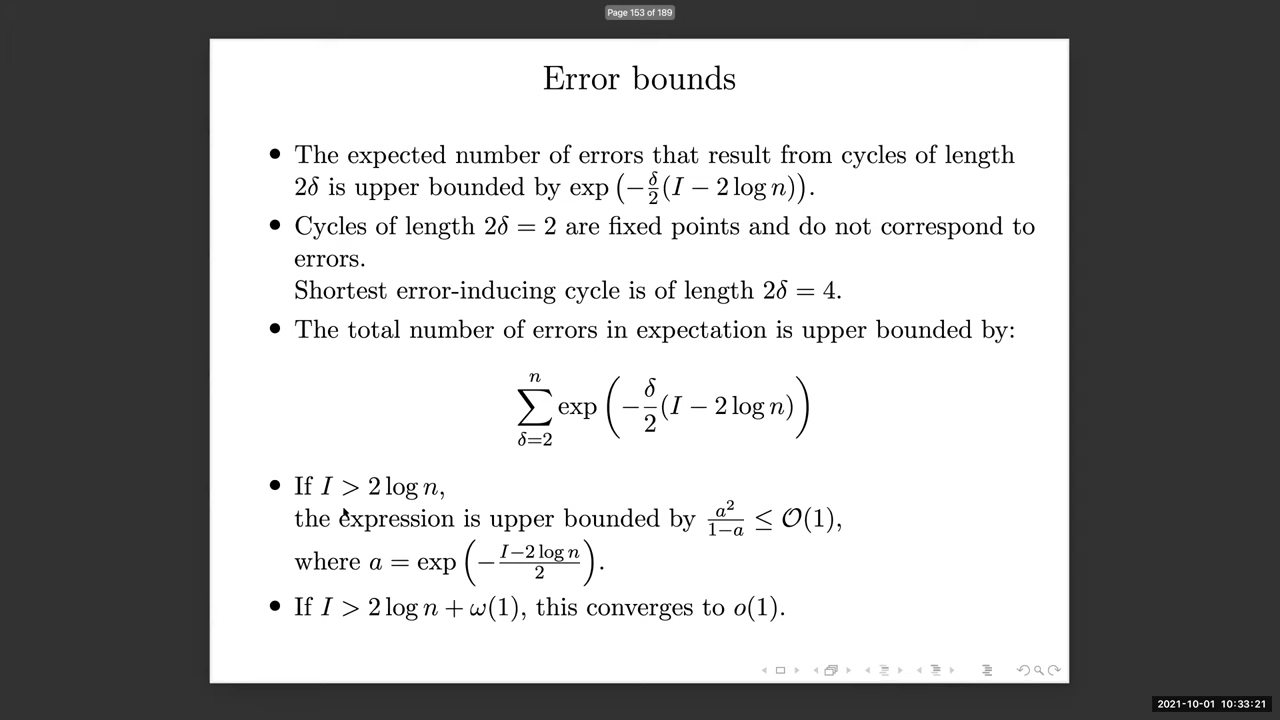 Page 153 of 189
Error bounds
• The expected number of errors that result from cycles of length
2δ is upper bounded by exp (−δ/2(I − 2 log n)).
• Cycles of length 2δ = 2 are fixed points and do not correspond to
errors.
Shortest error-inducing cycle is of length 2δ = 4.
• The total number of errors in expectation is upper bounded by:
∑_{δ=2}^{n} exp (−δ/2(I − 2 log n))
• If I > 2 log n,
the expression is upper bounded by a²/(1−a) ≤ 𝒪(1),
where a = exp (−(I−2 log n)/2).
• If I > 2 log n + ω(1), this converges to o(1).
2021-10-01 10:33:21